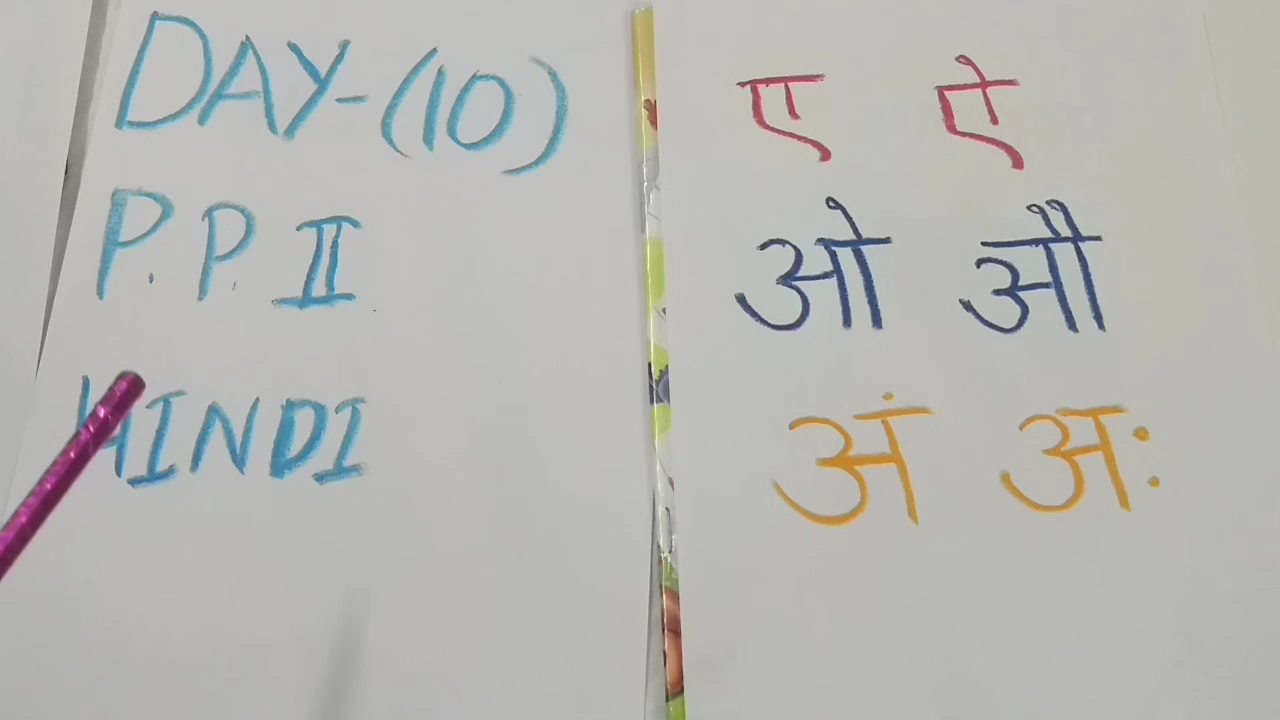 DAY-(10)
P.P. II
HINDI
ए ऐ
ओ औ
अं अः